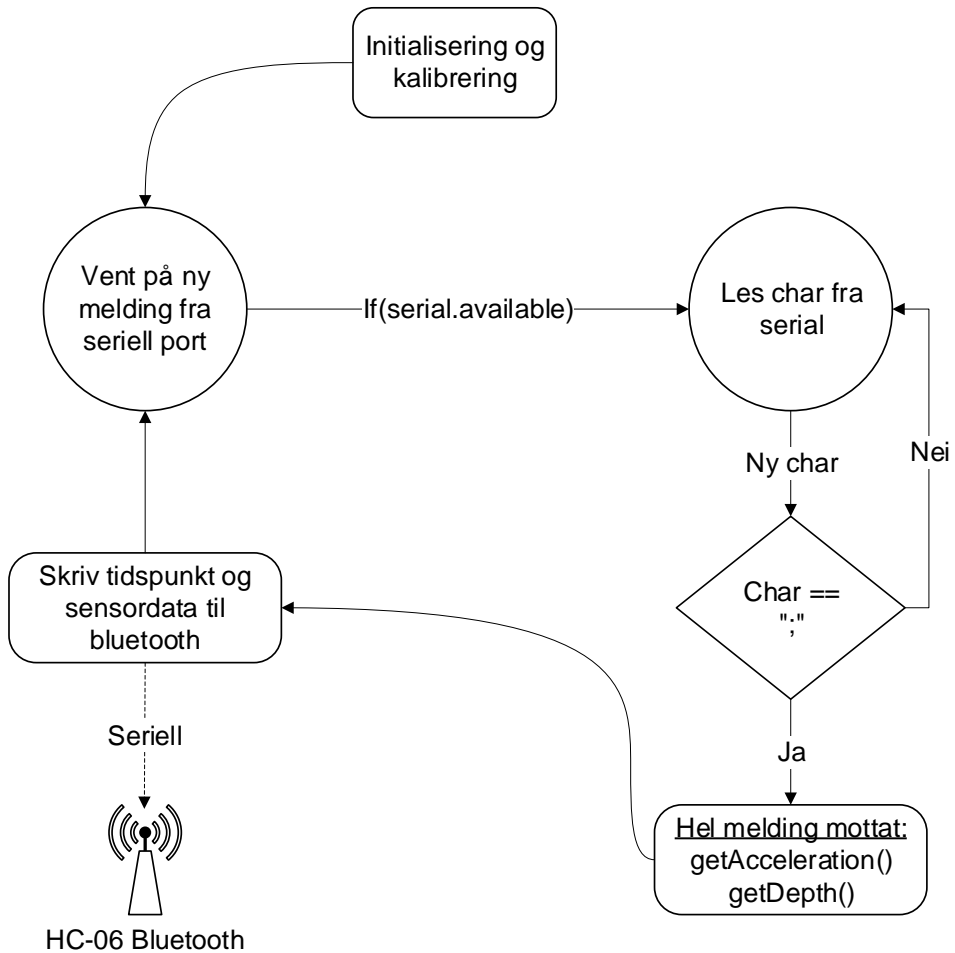 Initialisering og
kalibrering
Vent på ny
melding fra
seriell port
If(serial.available)
Les char fra
serial
Nei
Ny char
Char ==
";"
Ja
Hel melding mottat:
getAcceleration()
getDepth()
Skriv tidspunkt og
sensordata til
bluetooth
Seriell
HC-06 Bluetooth